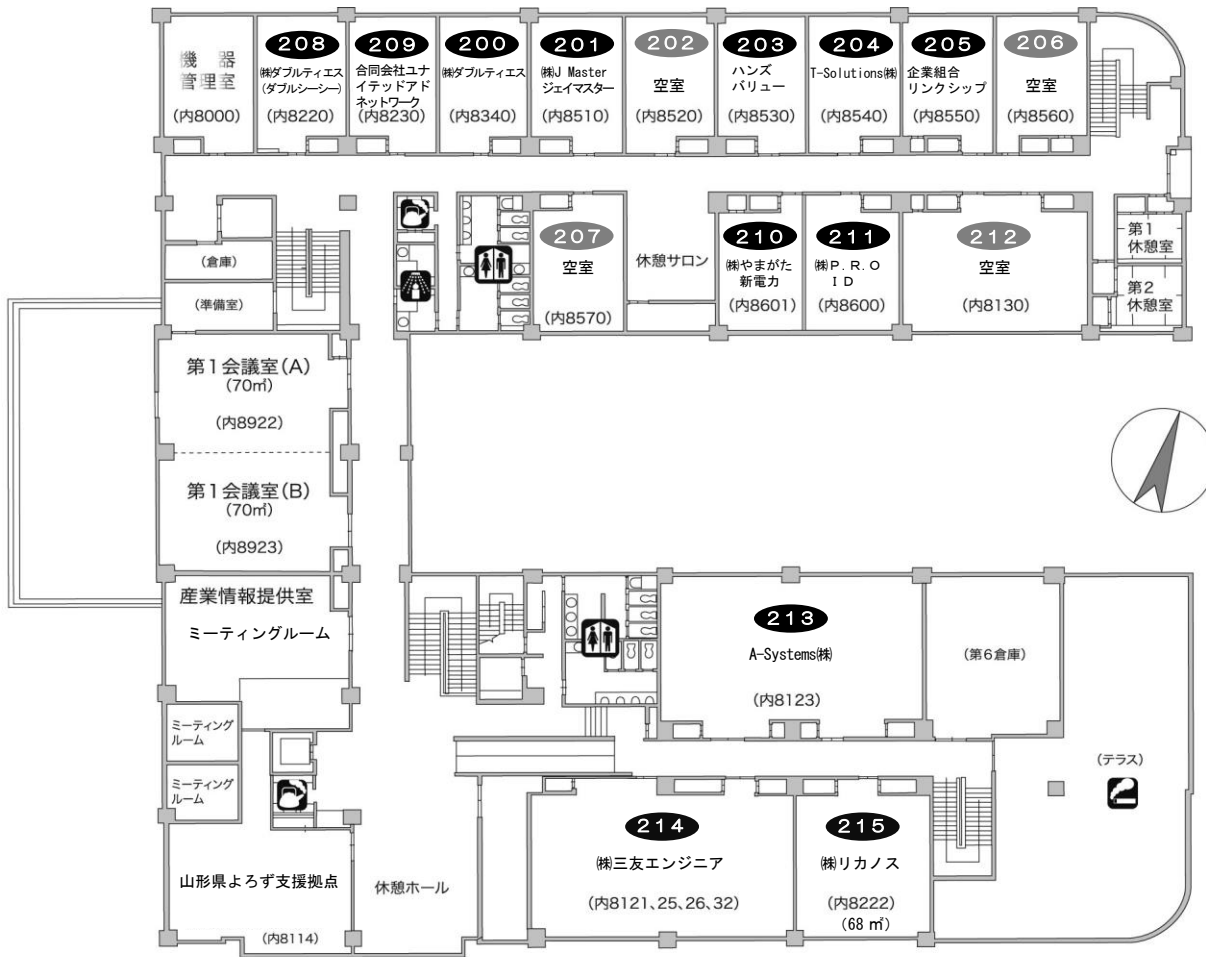 機　器
管理室
(内8000)
208
㈱ダブルティエス
(ダブルシーシー)
(内8220)
209
合同会社ユナ
イテッドアド
ネットワーク
(内8230)
200
㈱ダブルティエス
(内8340)
201
㈱J Master
ジェイマスター
(内8510)
202
空室
(内8520)
203
ハンズ
バリュー
(内8530)
204
T-Solutions㈱
(内8540)
205
企業組合
リンクシップ
(内8550)
206
空室
(内8560)
(倉庫)
(準備室)
207
空室
(内8570)
休憩サロン
210
㈱やまがた
新電力
(内8601)
211
㈱P.R.O
ＩＤ
(内8600)
212
空室
(内8130)
第1
休憩室
第2
休憩室
第1会議室(A)
(70㎡)
(内8922)
第1会議室(B)
(70㎡)
(内8923)
産業情報提供室
ミーティングルーム
ミーティング
ルーム
ミーティング
ルーム
山形県よろず支援拠点
(内8114)
休憩ホール
213
A-Systems㈱
(内8123)
(第6倉庫)
(テラス)
214
㈱三友エンジニア
(内8121、25、26、32)
215
㈱リカノス
(内8222)
(68 ㎡)